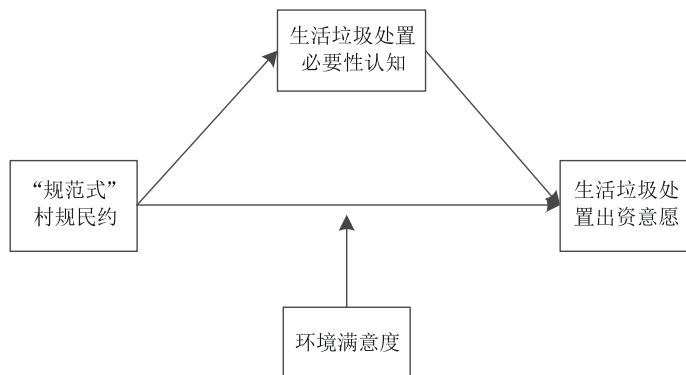 生活垃圾处置
必要性认知
“规范式”
村规民约
生活垃圾处
置出资意愿
环境满意度